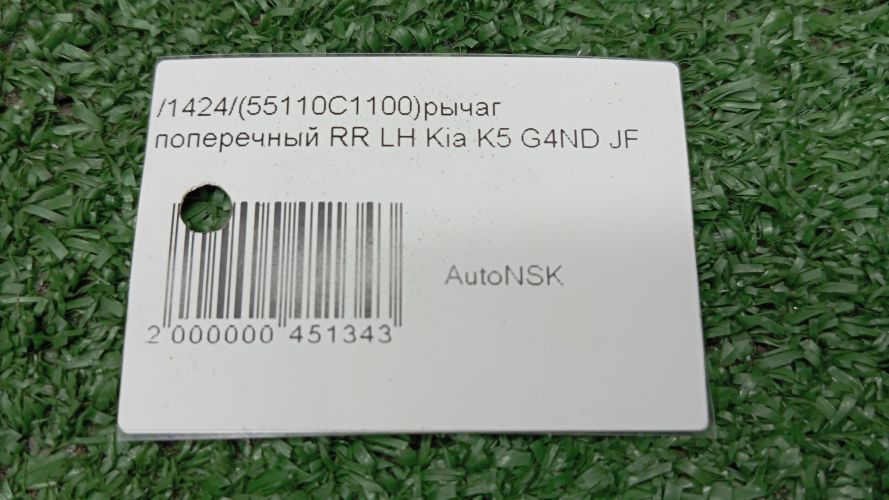 /1424/(55110C1100)рычаг
поперечный RR LH Kia K5 G4ND JF
AutoNSK
2 000000 451343